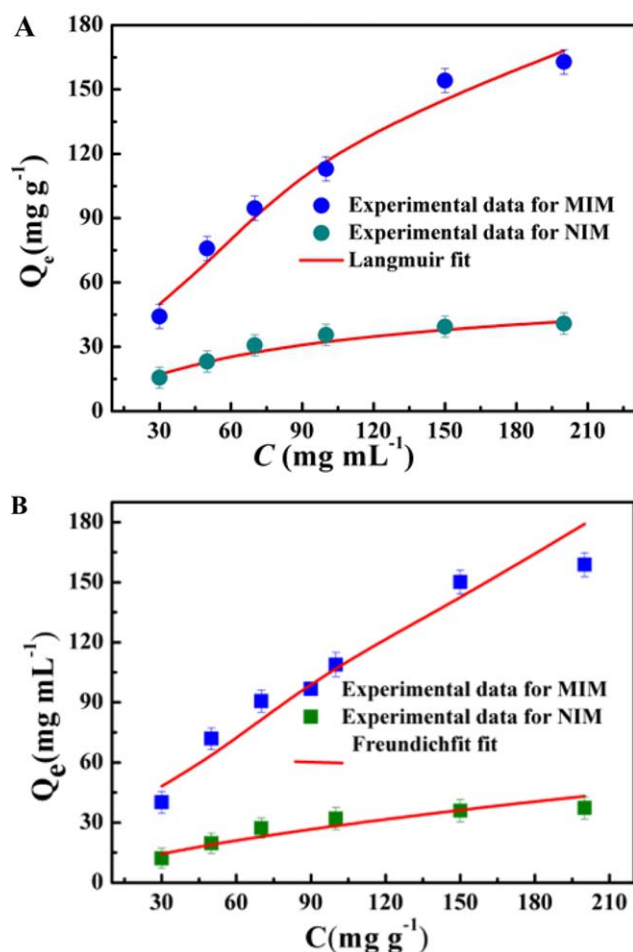 A
180
150
120
90
60
30
0
Qe(mg g-1)
Experimental data for MIM
Experimental data for NIM
Langmuir fit
30 60 90 120 150 180 210
C (mg mL-1)
B
180
150
120
90
60
30
0
Qe(mg mL-1)
Experimental data for MIM
Experimental data for NIM
Freundichfit fit
30 60 90 120 150 180 210
C(mg g-1)